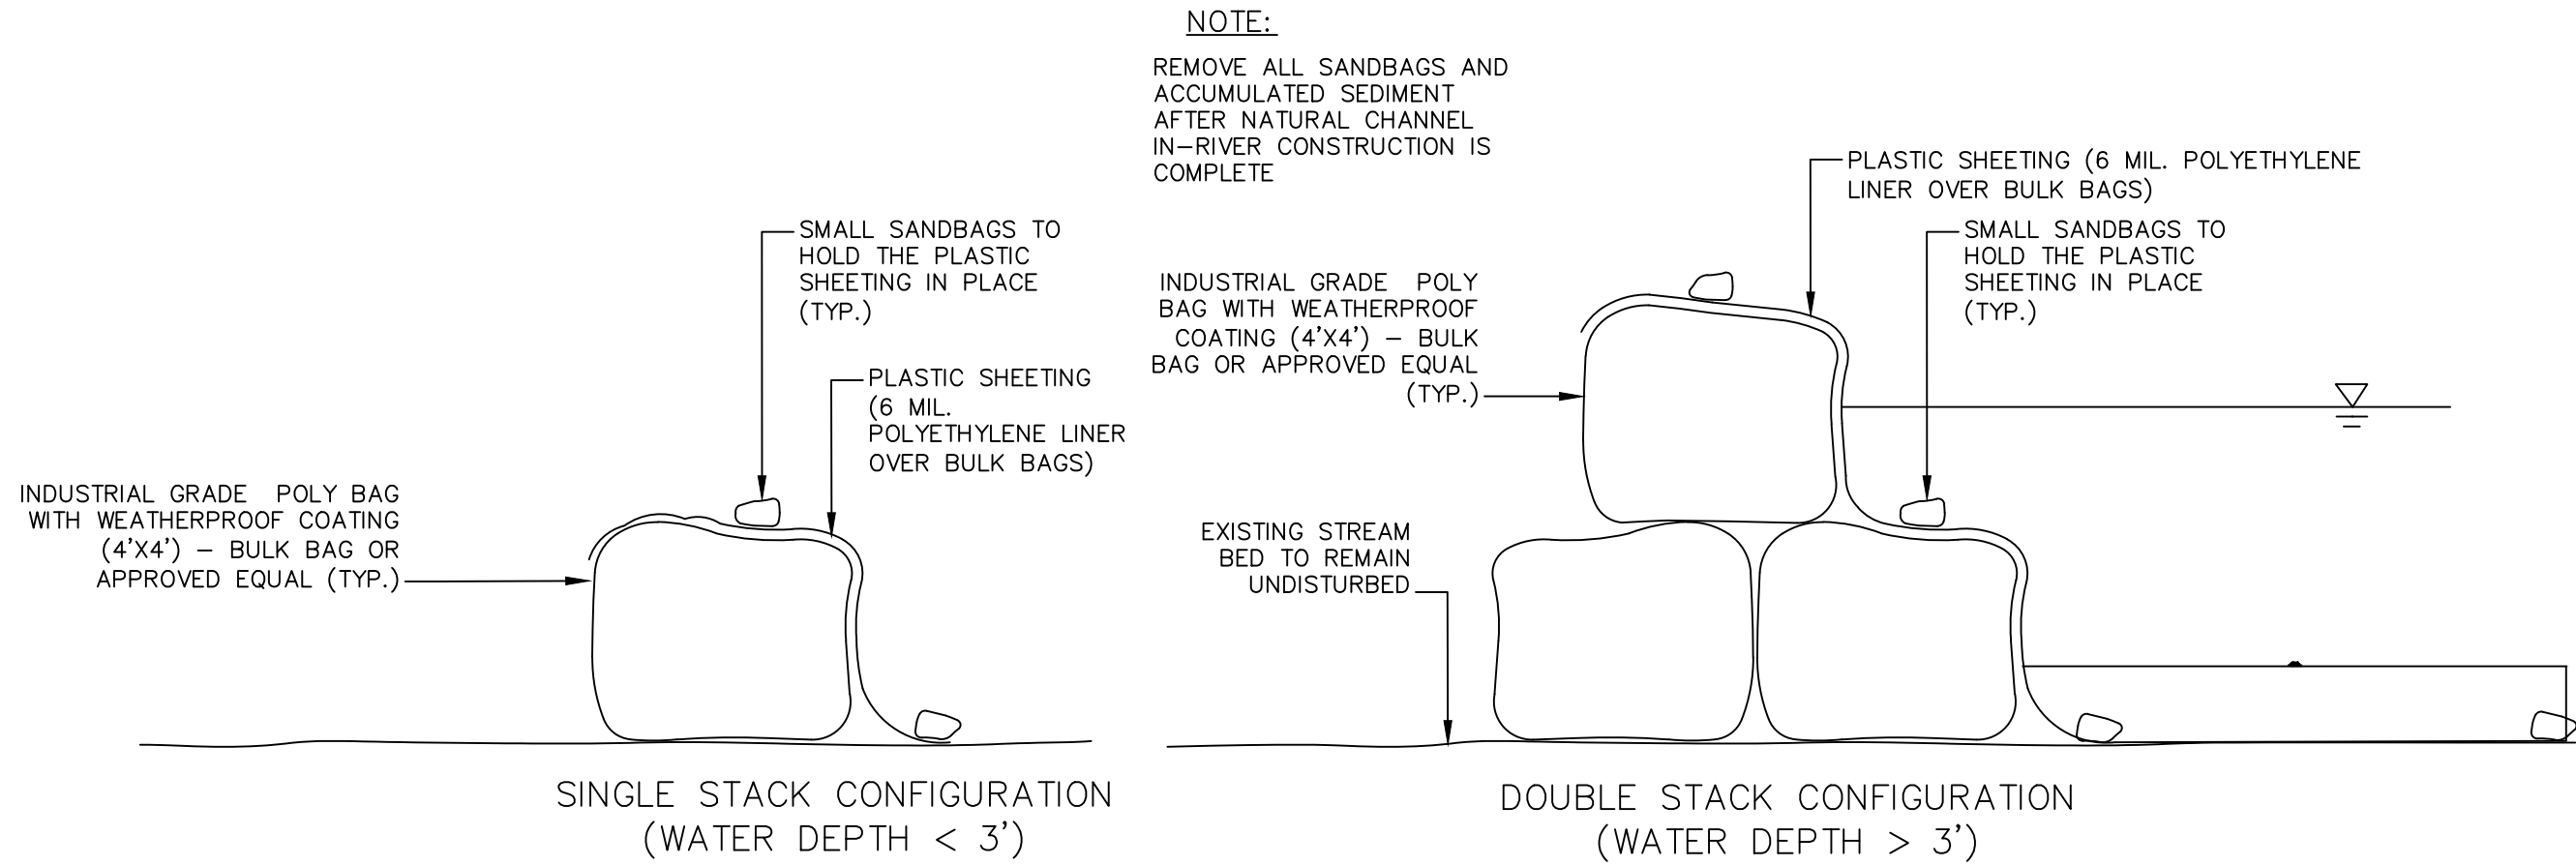 NOTE:
REMOVE ALL SANDBAGS AND
ACCUMULATED SEDIMENT
AFTER NATURAL CHANNEL
IN-RIVER CONSTRUCTION IS
COMPLETE
SMALL SANDBAGS TO
HOLD THE PLASTIC
SHEETING IN PLACE
(TYP.)
PLASTIC SHEETING
(6 MIL.
POLYETHYLENE LINER
OVER BULK BAGS)
INDUSTRIAL GRADE POLY BAG
WITH WEATHERPROOF COATING
(4'X4') – BULK BAG OR
APPROVED EQUAL (TYP.)
SINGLE STACK CONFIGURATION
(WATER DEPTH < 3')
PLASTIC SHEETING (6 MIL. POLYETHYLENE
LINER OVER BULK BAGS)
SMALL SANDBAGS TO
HOLD THE PLASTIC
SHEETING IN PLACE
(TYP.)
INDUSTRIAL GRADE POLY
BAG WITH WEATHERPROOF
COATING (4'X4') – BULK
BAG OR APPROVED EQUAL
(TYP.)
EXISTING STREAM
BED TO REMAIN
UNDISTURBED
DOUBLE STACK CONFIGURATION
(WATER DEPTH > 3')